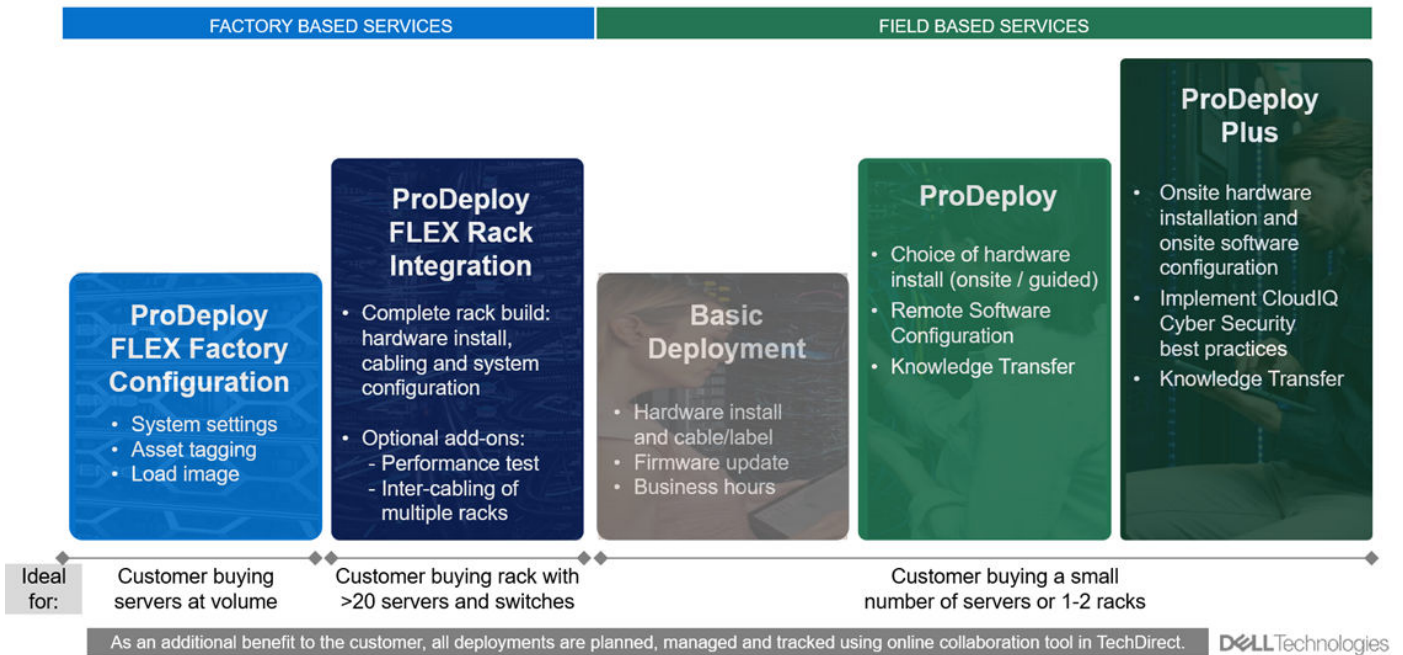 FACTORY BASED SERVICES
FIELD BASED SERVICES
ProDeploy
FLEX Factory
Configuration
• System settings
• Asset tagging
• Load image
ProDeploy
FLEX Rack
Integration
• Complete rack build:
hardware install,
cabling and system
configuration
• Optional add-ons:
- Performance test
- Inter-cabling of
multiple racks
Basic
Deployment
• Hardware install
and cable/label
• Firmware update
• Business hours
ProDeploy
• Choice of hardware
install (onsite / guided)
• Remote Software
Configuration
• Knowledge Transfer
ProDeploy
Plus
• Onsite hardware
installation and
onsite software
configuration
• Implement CloudIQ
Cyber Security
best practices
• Knowledge Transfer
Ideal
for:
Customer buying
servers at volume
Customer buying rack with
>20 servers and switches
Customer buying a small
number of servers or 1-2 racks
As an additional benefit to the customer, all deployments are planned, managed and tracked using online collaboration tool in TechDirect.
DELL Technologies